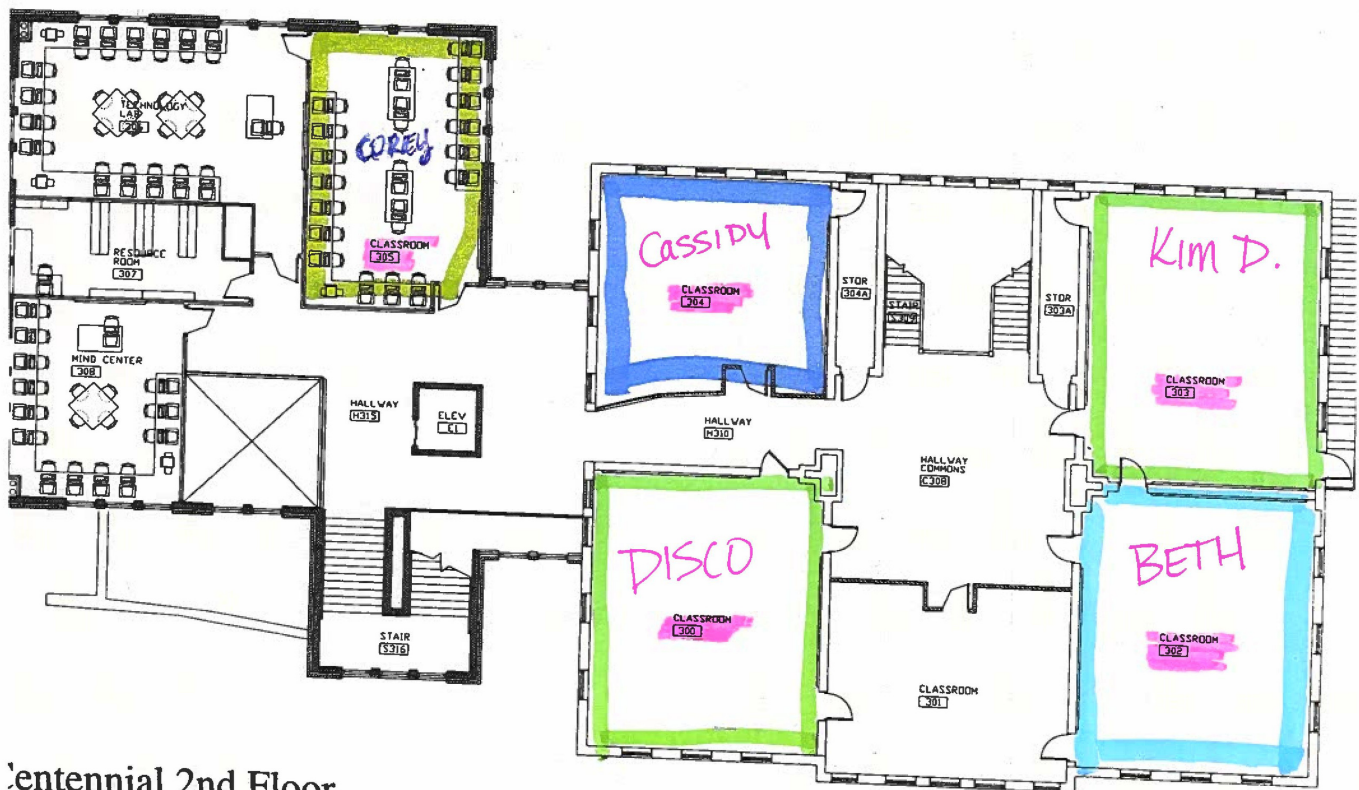 TECHNOLOGY
LAB
COREY
CLASSROOM
305
RESOURCE
ROOM
307
MIND CENTER
308
HALLWAY
H315
ELEV
E1
STAIR
S316
CASSIDY
CLASSROOM
304
STOR
304A
STAIR
S309
STOR
303A
KIM D.
CLASSROOM
303
HALLWAY
H310
HALLWAY
COMMONS
C308
DISCO
CLASSROOM
300
CLASSROOM
301
BETH
CLASSROOM
302
Centennial 2nd Floor